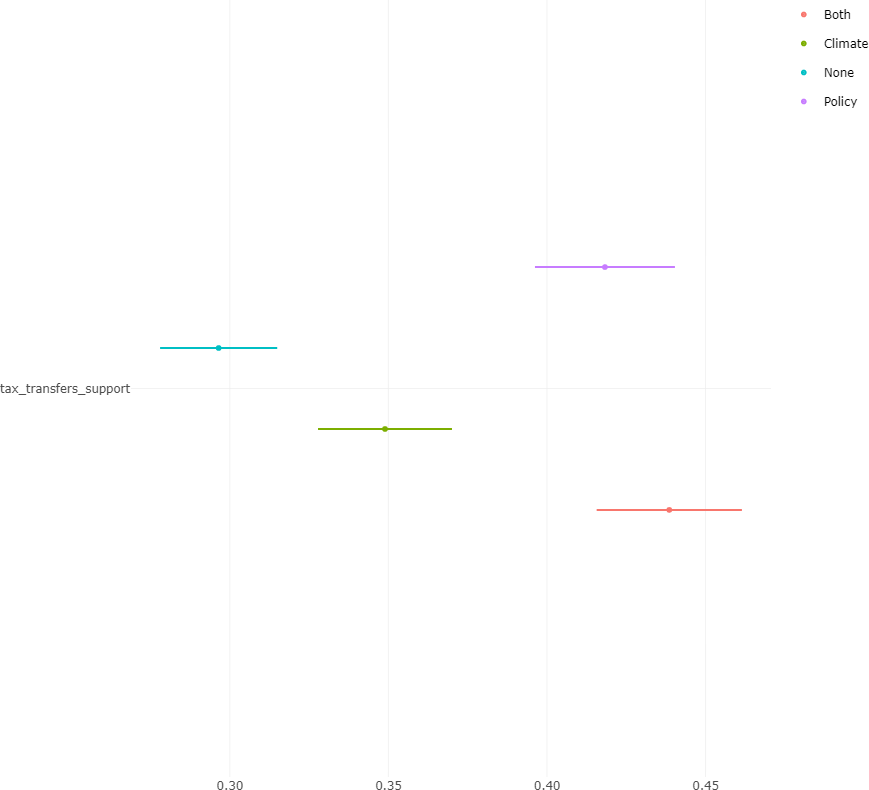 Both
Climate
None
Policy
tax_transfers_support
0.30 0.35 0.40 0.45